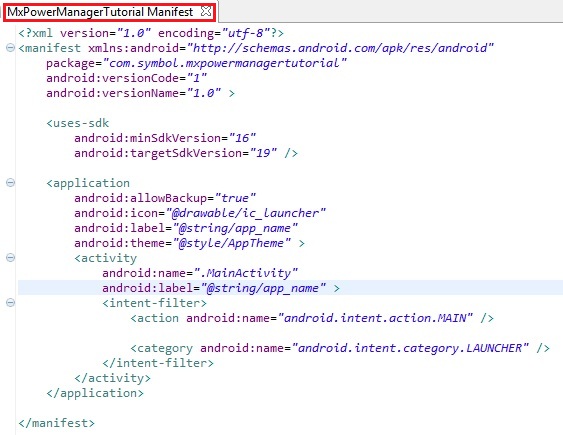 MxPowerManagerTutorial Manifest
<?xml version="1.0" encoding="utf-8"?>
<manifest xmlns:android="http://schemas.android.com/apk/res/android"
package="com.symbol.mxpowermanagertutorial"
android:versionCode="1"
android:versionName="1.0" >
<uses-sdk
android:minSdkVersion="16"
android:targetSdkVersion="19" />
<application
android:allowBackup="true"
android:icon="@drawable/ic_launcher"
android:label="@string/app_name"
android:theme="@style/AppTheme" >
<activity
android:name=".MainActivity"
android:label="@string/app_name" >
<intent-filter>
<action android:name="android.intent.action.MAIN" />
<category android:name="android.intent.category.LAUNCHER" />
</intent-filter>
</activity>
</application>
</manifest>